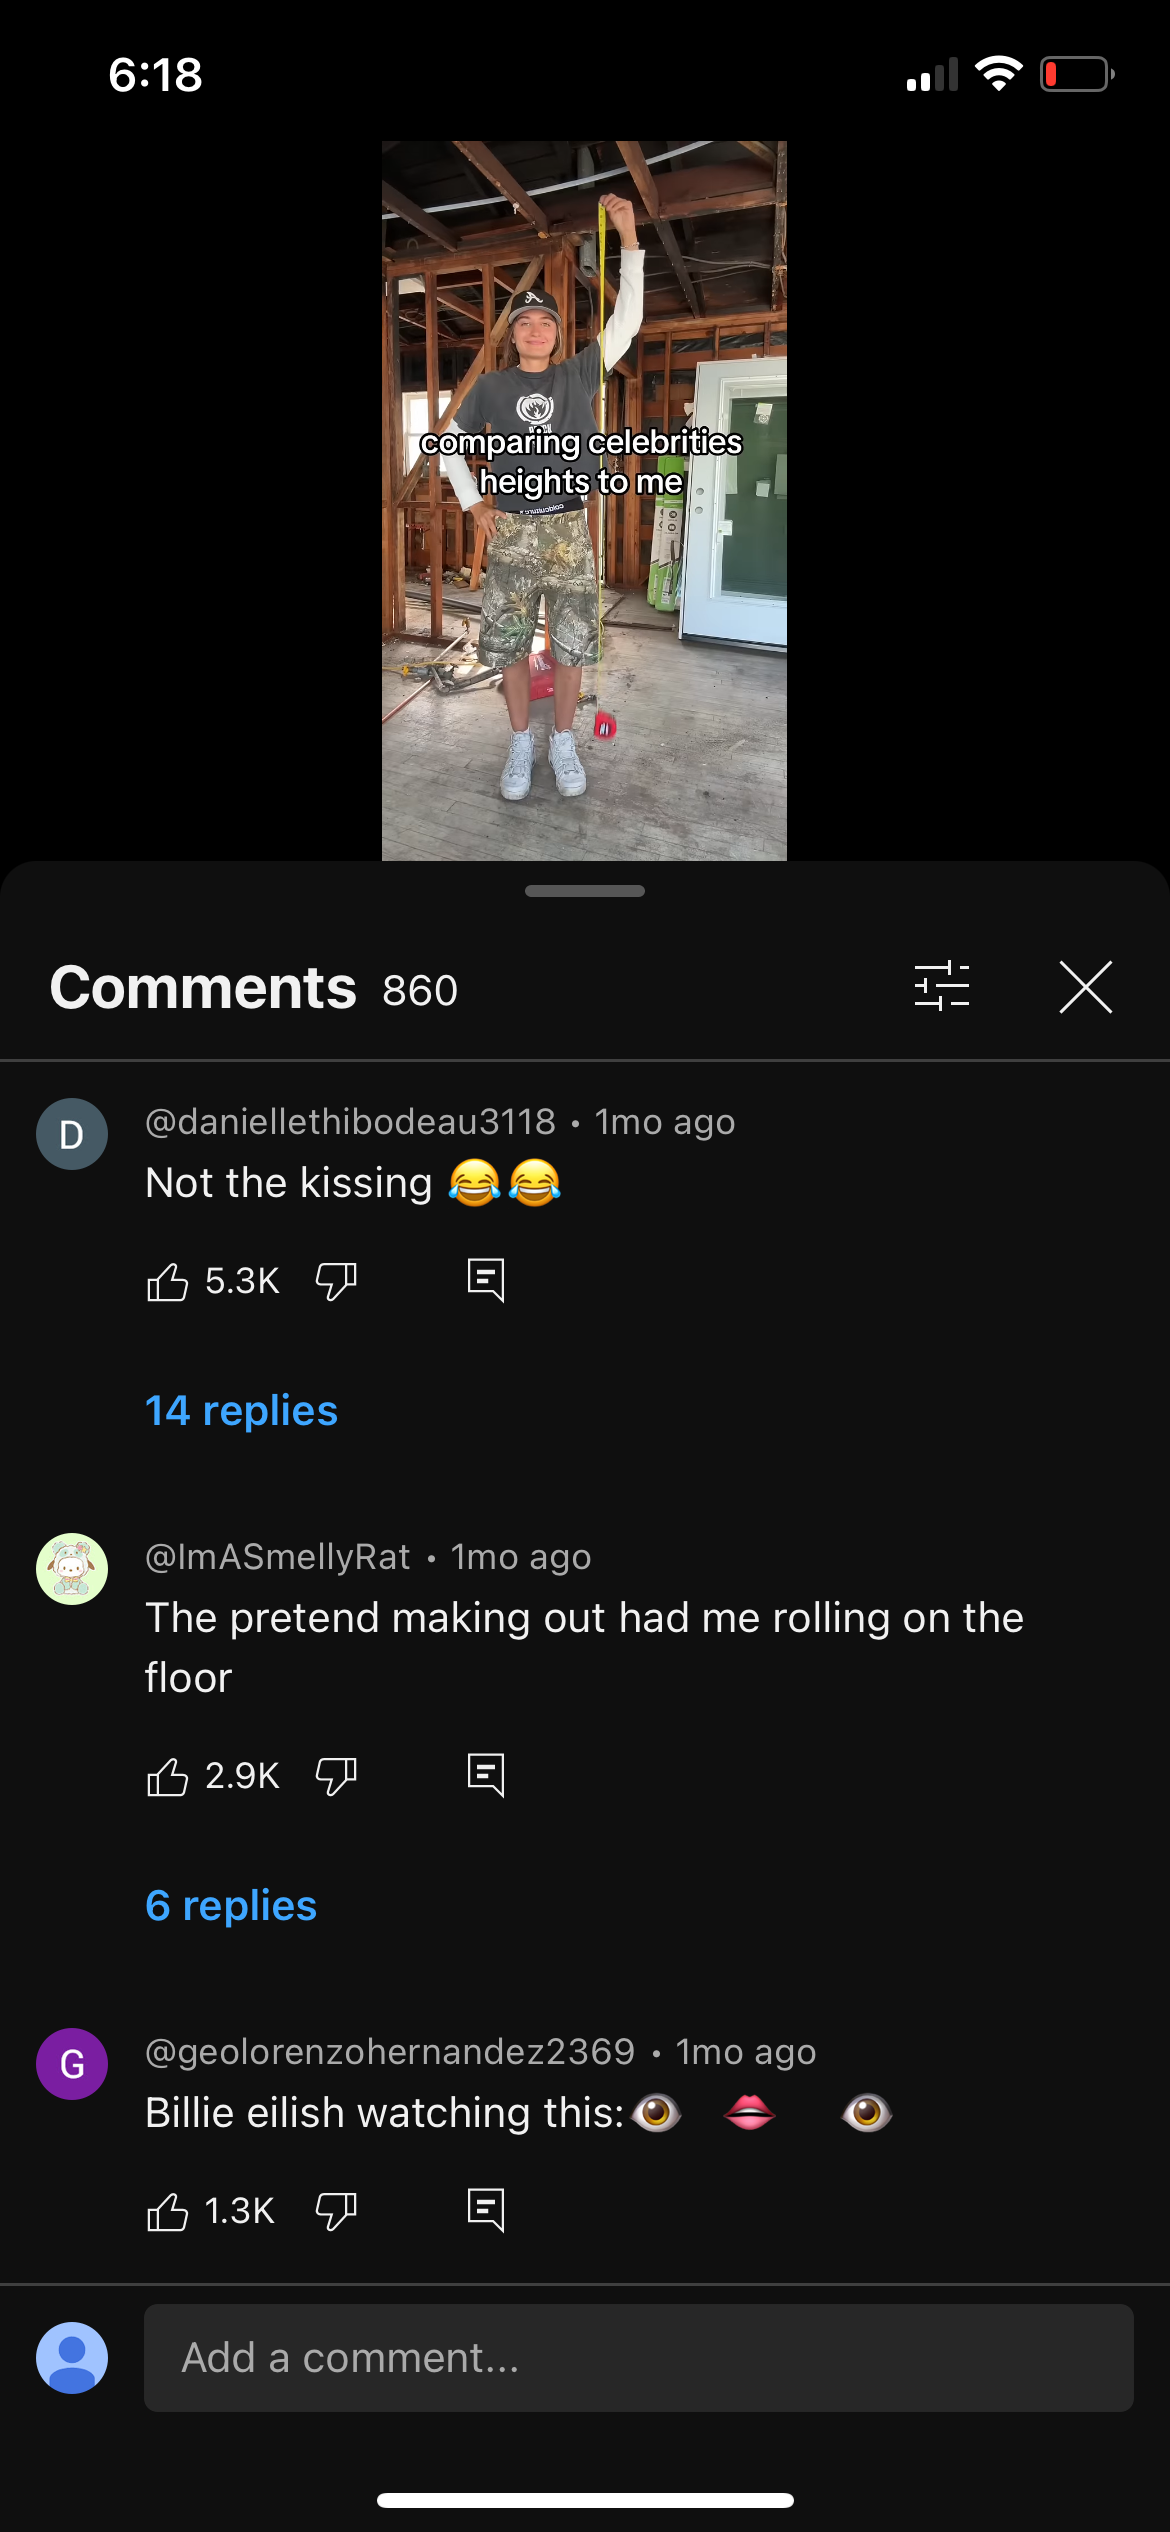 6:18
comparing celebrities
heights to me
Comments 860
D
@daniellethibodeau3118 • 1mo ago
Not the kissing 😂😂
5.3K
14 replies
@ImASmellyRat • 1mo ago
The pretend making out had me rolling on the
floor
2.9K
6 replies
G
@geolorenzohernandez2369 • 1mo ago
Billie eilish watching this:👁️ 👄 👁️
1.3K
Add a comment...